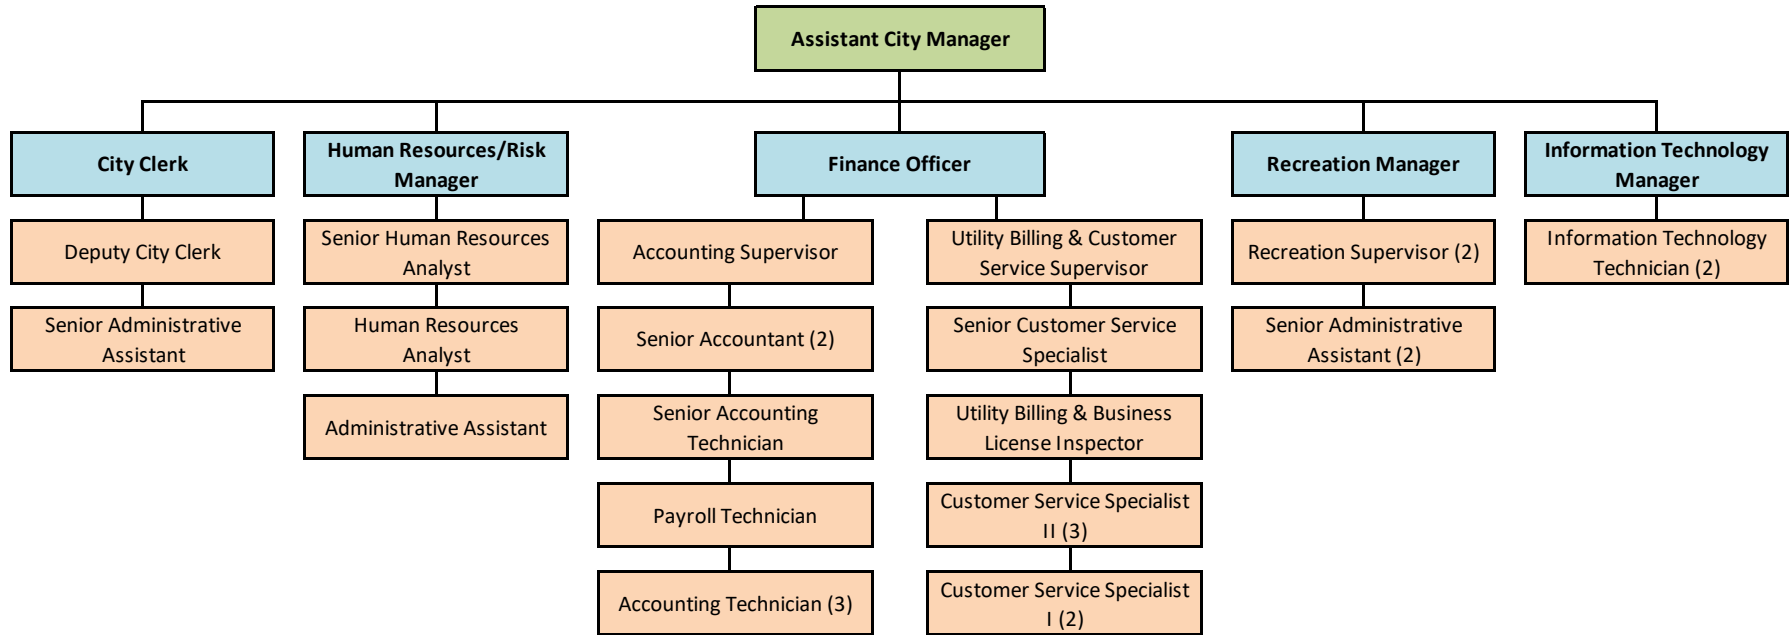 Assistant City Manager
City Clerk
Human Resources/Risk
Manager
Finance Officer
Recreation Manager
Information Technology
Manager
Deputy City Clerk
Senior Human Resources
Analyst
Accounting Supervisor
Utility Billing & Customer
Service Supervisor
Recreation Supervisor (2)
Information Technology
Technician (2)
Senior Administrative
Assistant
Human Resources
Analyst
Senior Accountant (2)
Senior Customer Service
Specialist
Senior Administrative
Assistant (2)
Administrative Assistant
Senior Accounting
Technician
Utility Billing & Business
License Inspector
Payroll Technician
Customer Service Specialist
II (3)
Accounting Technician (3)
Customer Service Specialist
I (2)